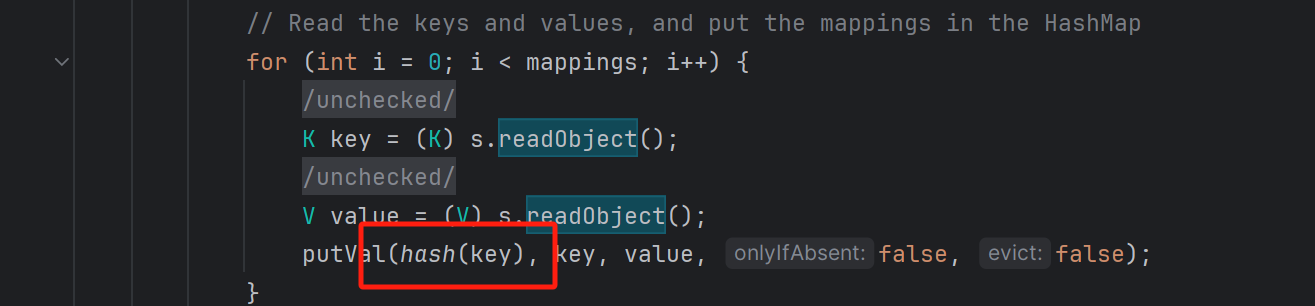 // Read the keys and values, and put the mappings in the HashMap
for (int i = 0; i < mappings; i++) {
/unchecked/
K key = (K) s.readObject();
/unchecked/
V value = (V) s.readObject();
putVal(hash(key), key, value, onlyIfAbsent: false, evict: false);
}